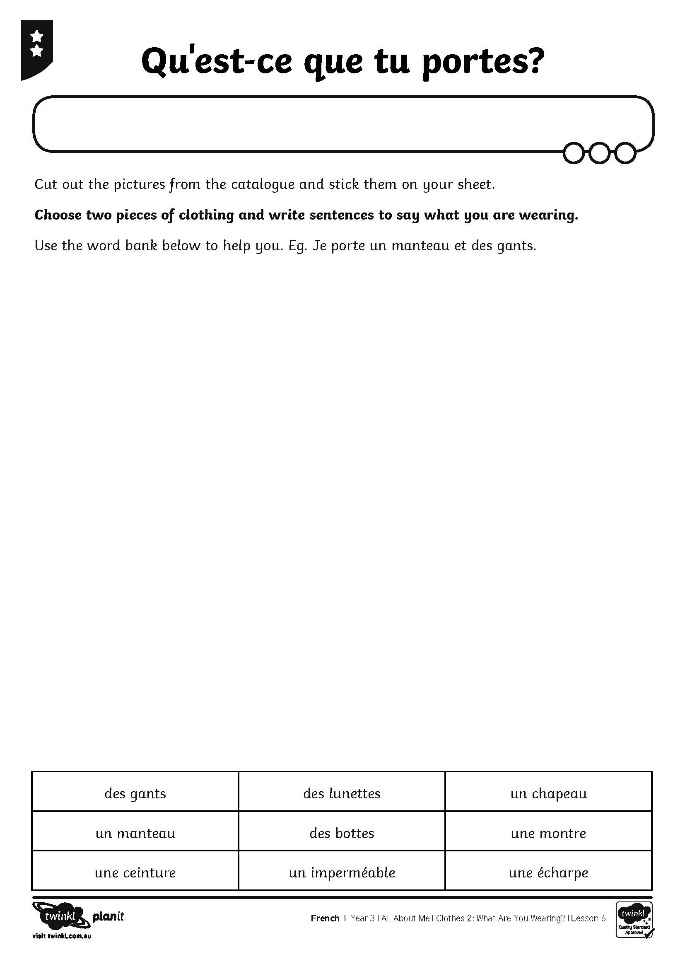 Qu'est-ce que tu portes?
Cut out the pictures from the catalogue and stick them on your sheet.
Choose two pieces of clothing and write sentences to say what you are wearing.
Use the word bank below to help you. Eg. Je porte un manteau et des gants.
des gants des lunettes un chapeau
un manteau des bottes une montre
une ceinture un imperméable une écharpe
twinkl planit
visit twinkl.com.au
French | Year 3 | All About Me | Clothes 2: What Are You Wearing? | Lesson 6
twinkl
Quality Standard
Approved